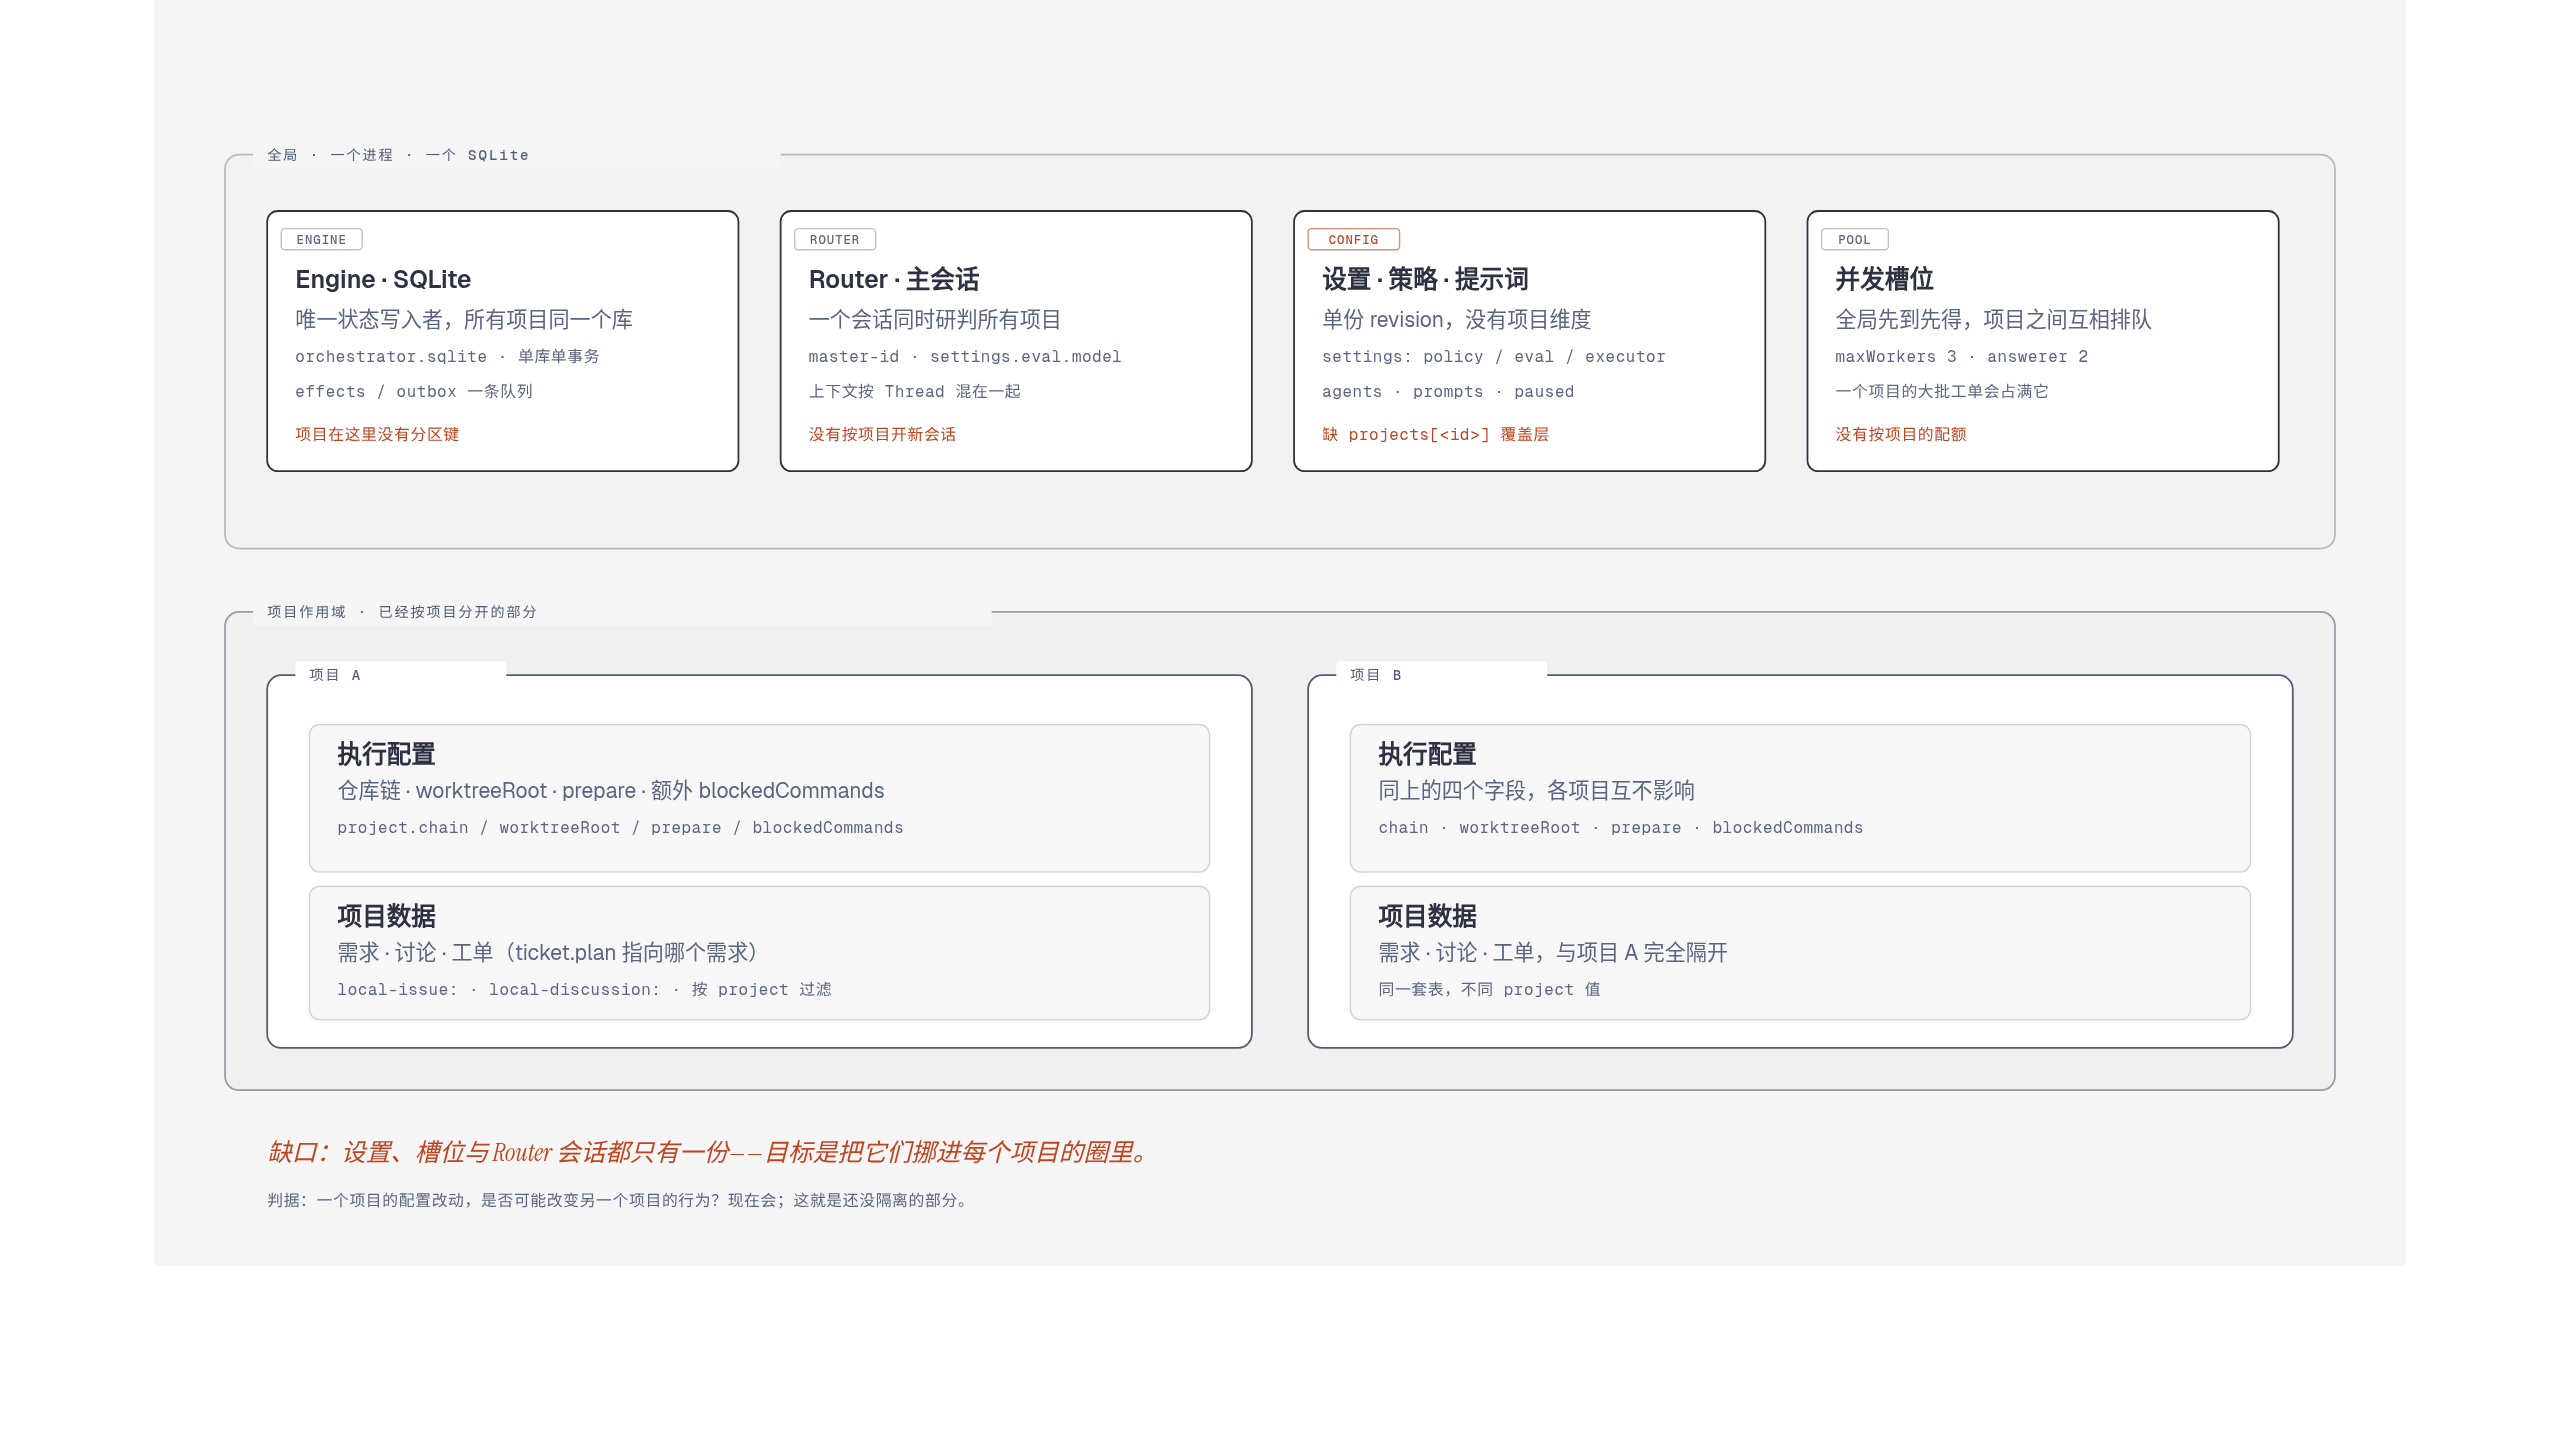 全局 · 一个进程 · 一个 SQLite
ENGINE
Engine · SQLite
唯一状态写入者，所有项目同一个库
orchestrator.sqlite · 单库单事务
effects / outbox 一条队列
项目在这里没有分区键
ROUTER
Router · 主会话
一个会话同时研判所有项目
master-id · settings.eval.model
上下文按 Thread 混在一起
没有按项目开新会话
CONFIG
设置 · 策略 · 提示词
单份 revision，没有项目维度
settings: policy / eval / executor
agents · prompts · paused
缺 projects[<id>] 覆盖层
POOL
并发槽位
全局先到先得，项目之间互相排队
maxWorkers 3 · answerer 2
一个项目的大批工单会占满它
没有按项目的配额
项目作用域 · 已经按项目分开的部分
项目 A
执行配置
仓库链 · worktreeRoot · prepare · 额外 blockedCommands
project.chain / worktreeRoot / prepare / blockedCommands
项目数据
需求 · 讨论 · 工单（ticket.plan 指向哪个需求）
local-issue: · local-discussion: · 按 project 过滤
项目 B
执行配置
同上的四个字段，各项目互不影响
chain · worktreeRoot · prepare · blockedCommands
项目数据
需求 · 讨论 · 工单，与项目 A 完全隔开
同一套表，不同 project 值
缺口：设置、槽位与 Router 会话都只有一份——目标是把它们挪进每个项目的圈里。
判据：一个项目的配置改动，是否可能改变另一个项目的行为？现在会；这就是还没隔离的部分。